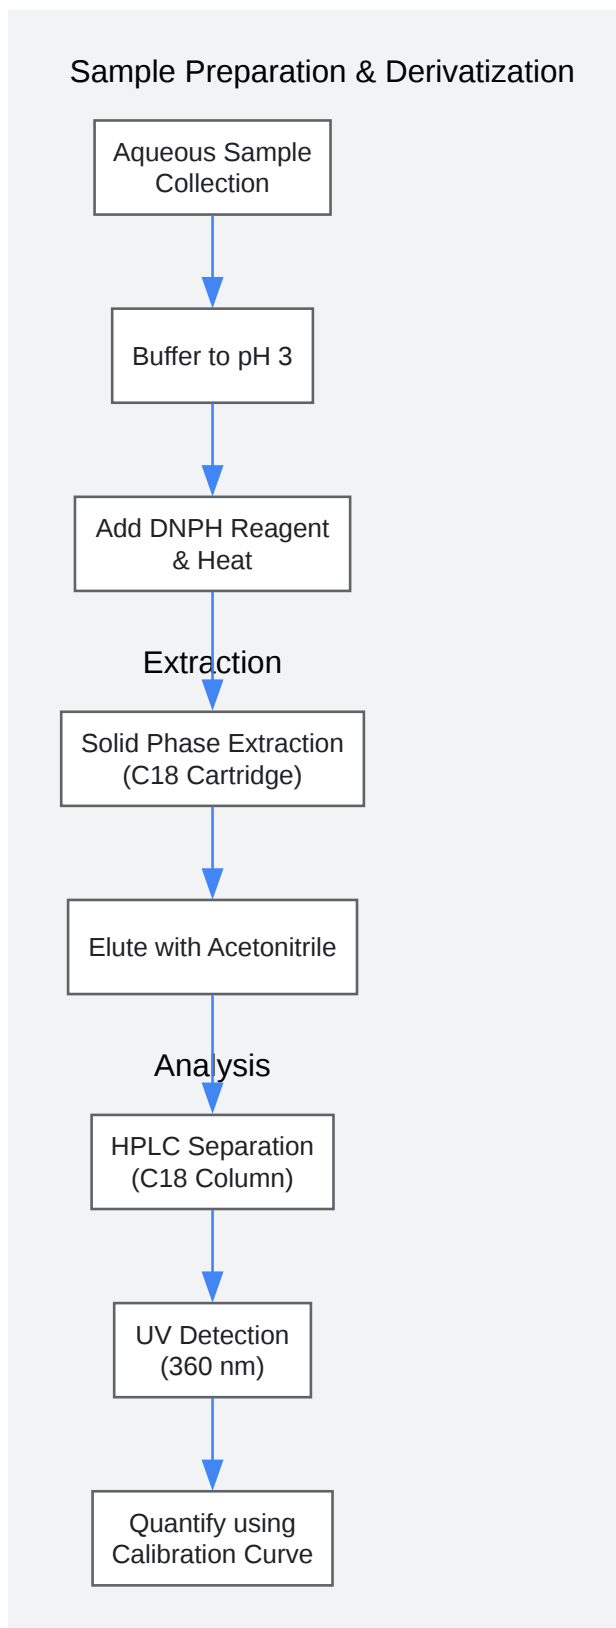 Sample Preparation & Derivatization
Aqueous Sample
Collection
Buffer to pH 3
Add DNPH Reagent
& Heat
Extraction
Solid Phase Extraction
(C18 Cartridge)
Elute with Acetonitrile
Analysis
HPLC Separation
(C18 Column)
UV Detection
(360 nm)
Quantify using
Calibration Curve